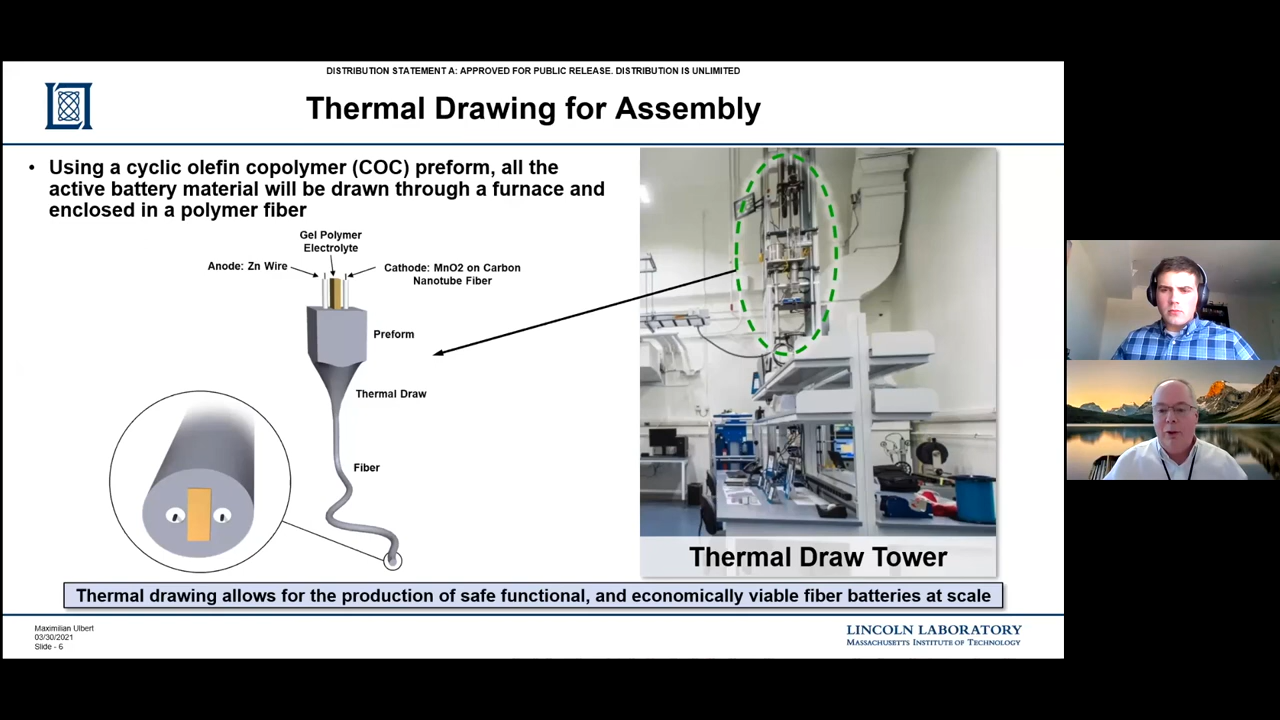 DISTRIBUTION STATEMENT A: APPROVED FOR PUBLIC RELEASE. DISTRIBUTION IS UNLIMITED
Thermal Drawing for Assembly
• Using a cyclic olefin copolymer (COC) preform, all the
active battery material will be drawn through a furnace and
enclosed in a polymer fiber
Gel Polymer
Electrolyte
Anode: Zn Wire
Cathode: MnO2 on Carbon
Nanotube Fiber
Preform
Thermal Draw
Fiber
Thermal Draw Tower
Thermal drawing allows for the production of safe functional, and economically viable fiber batteries at scale
Maximilian Ulbert
03/30/2021
Slide - 6
LINCOLN LABORATORY
MASSACHUSETTS INSTITUTE OF TECHNOLOGY